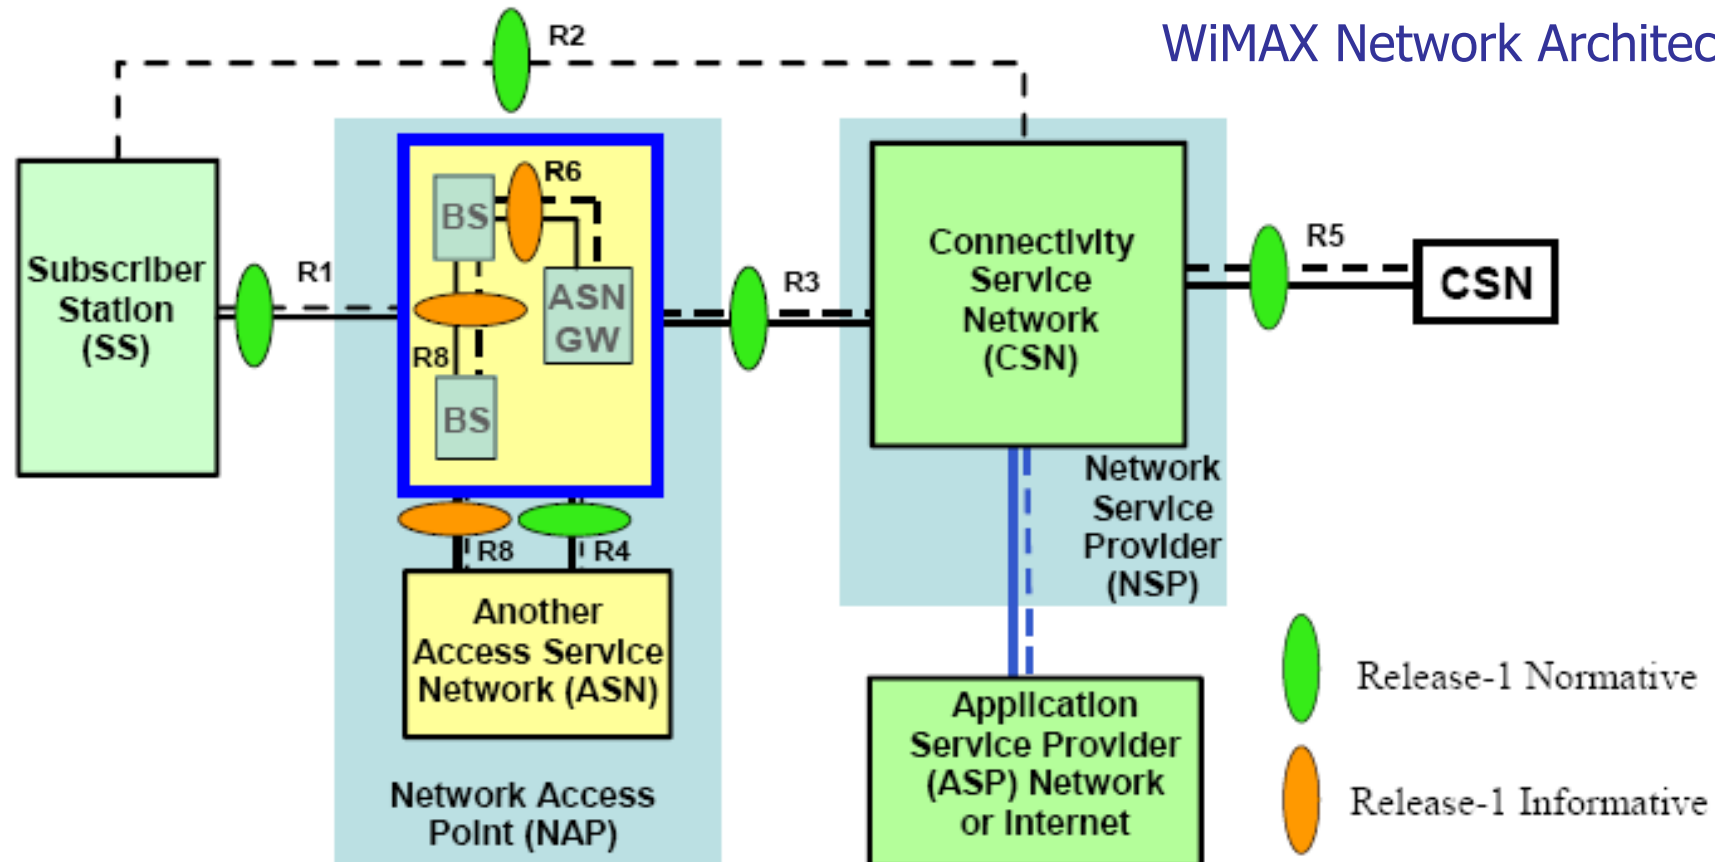 WiMAX Network Architec
R2
Subscriber
Station
(SS)
R1
BS
R6
ASN
GW
R8
BS
R3
Connectivity
Service
Network
(CSN)
R5
CSN
Network
Service
Provider
(NSP)
R8
R4
Another
Access Service
Network (ASN)
Network Access
Point (NAP)
Application
Service Provider
(ASP) Network
or Internet
Release-1 Normative
Release-1 Informative